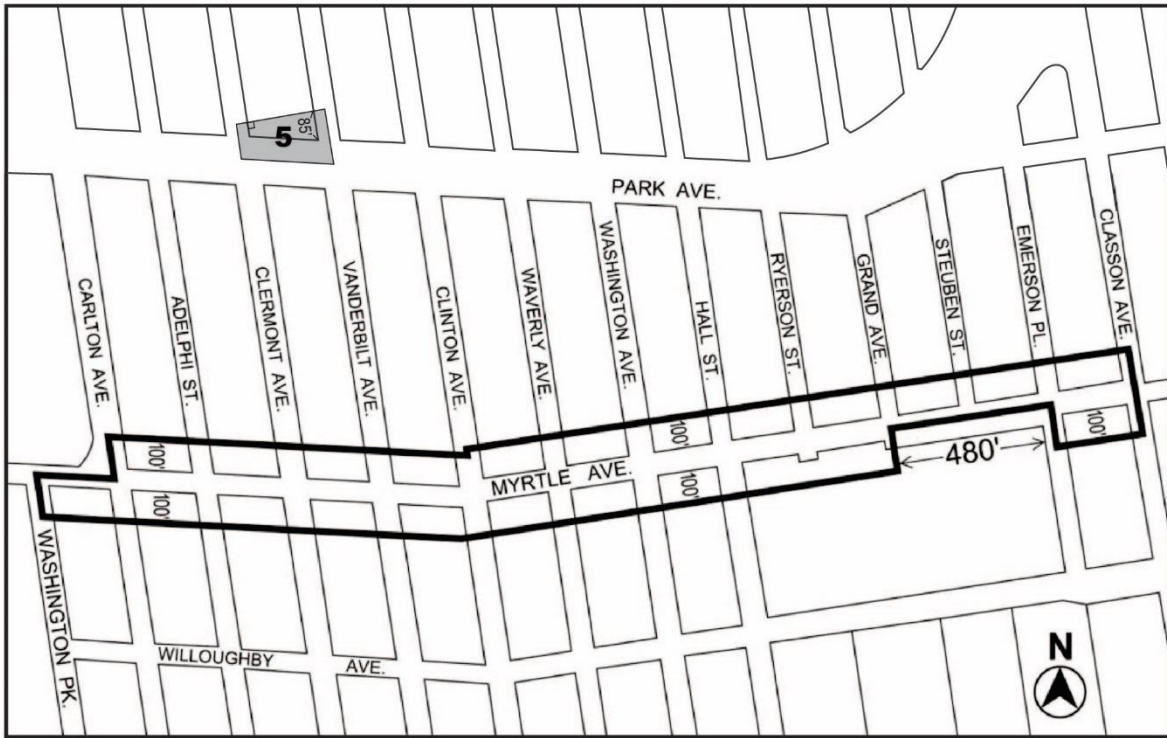 5
85'
PARK AVE.
CARLTON AVE.
ADELPHI ST.
CLERMONT AVE.
VANDERBILT AVE.
CLINTON AVE.
WAVERLY AVE.
WASHINGTON AVE.
HALL ST.
RYERSON ST.
GRAND AVE.
STEUBEN ST.
EMERSON PL.
CLASSON AVE.
100'
100'
100'
480'
MYRTLE AVE.
100'
100'
WASHINGTON PK.
WILLOUGHBY AVE.
N